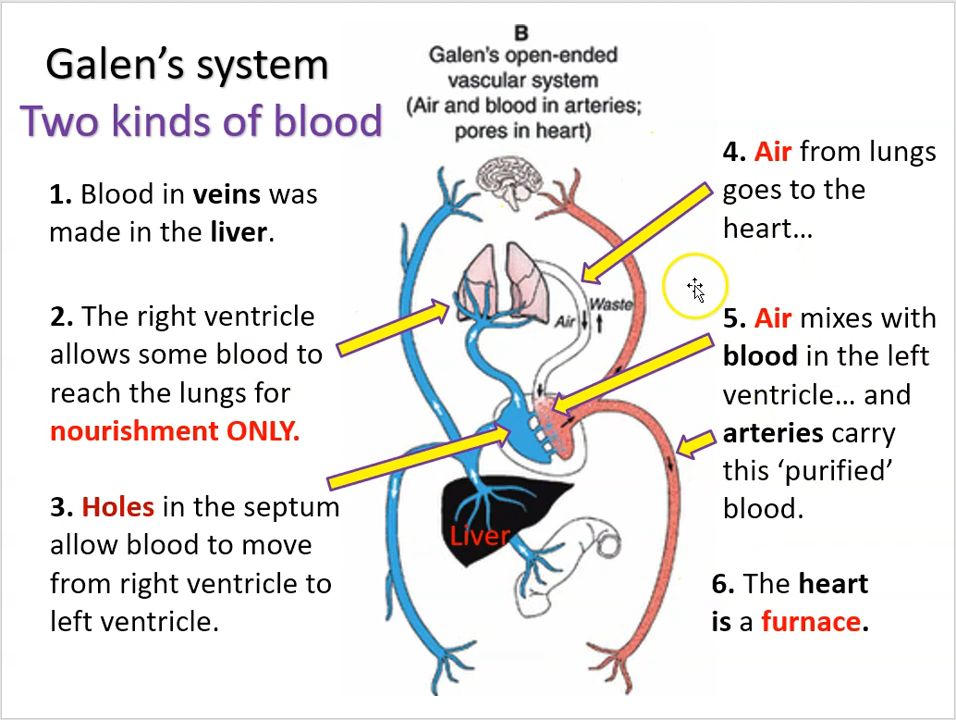 Galen’s system
Two kinds of blood
B
Galen’s open-ended
vascular system
(Air and blood in arteries;
pores in heart)
1. Blood in veins was
made in the liver.
2. The right ventricle
allows some blood to
reach the lungs for
nourishment ONLY.
3. Holes in the septum
allow blood to move
from right ventricle to
left ventricle.
Waste
Air
Liver
4. Air from lungs
goes to the
heart…
5. Air mixes with
blood in the left
ventricle… and
arteries carry
this ‘purified’
blood.
6. The heart
is a furnace.